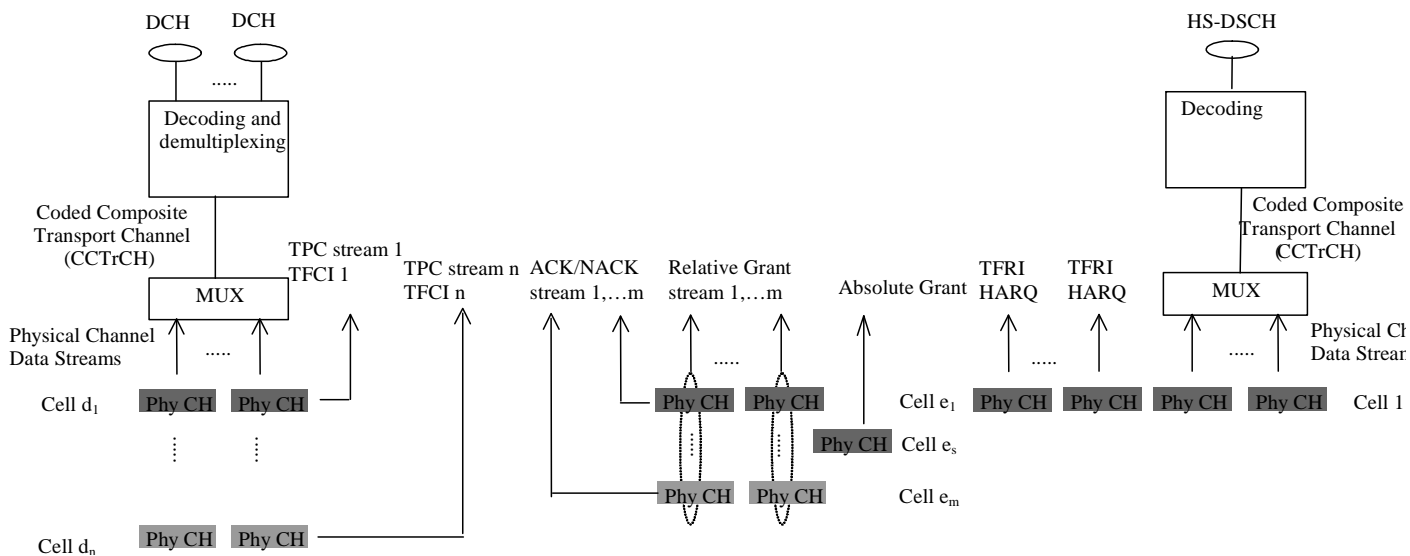 DCH DCH
HS-DSCH
.....
Decoding and
demultiplexing
Decoding
Coded Composite
Transport Channel
(CCTrCH)
Coded Composite
Transport Channel
(CCTrCH)
TPC stream 1
TFCI 1
TPC stream n
TFCI n
ACK/NACK
stream 1,…m
Relative Grant
stream 1,…m
Absolute Grant
TFRI
HARQ
TFRI
HARQ
MUX
MUX
Physical Channel
Data Streams
.....
.....
.....
.....
Physical Ch
Data Stream
Cell d1
Phy CH Phy CH
Phy CH Phy CH
Cell e1
Phy CH Phy CH Phy CH Phy CH
Cell 1
Phy CH
Cell es
Phy CH Phy CH
Cell em
Cell dn
Phy CH Phy CH